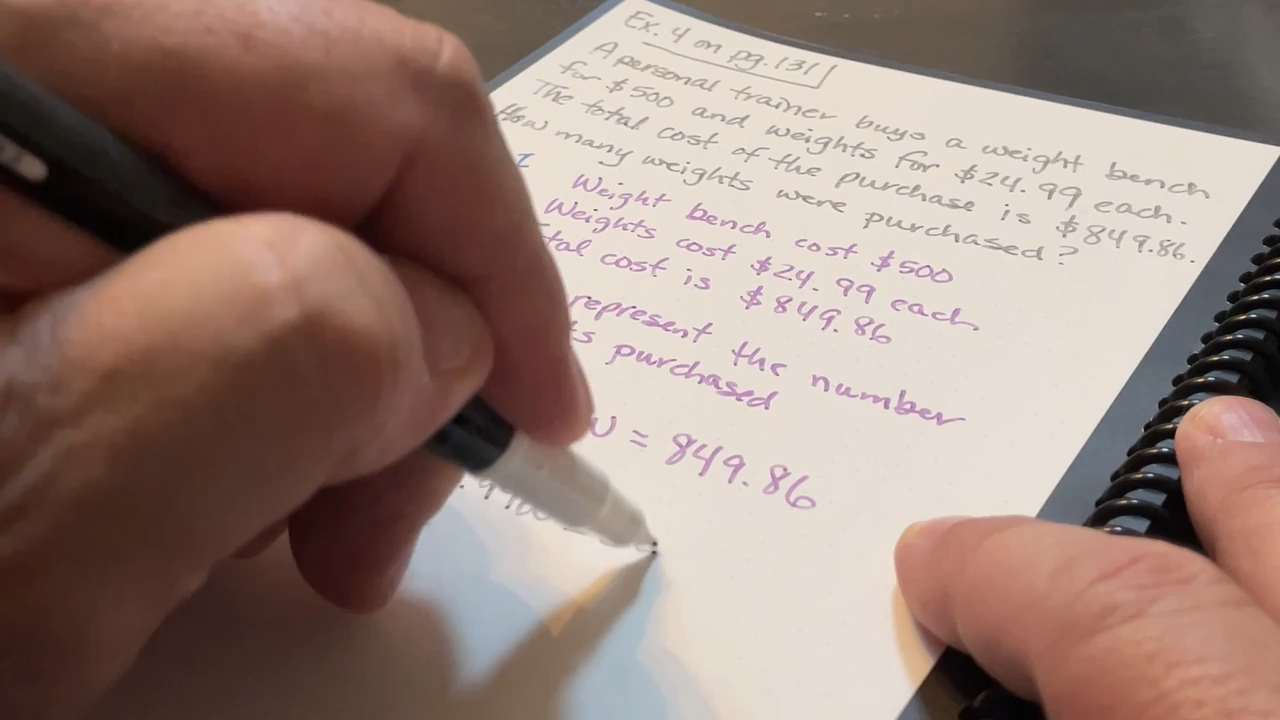 Ex. 4 on pg. 131
A personal trainer buys a weight bench
for $500 and weights for $24.99 each.
The total cost of the purchase is $849.86.
How many weights were purchased?
Weight bench cost $500
Weights cost $24.99 each
tal cost is $849.86
represent the number
ts purchased
w = 849.86